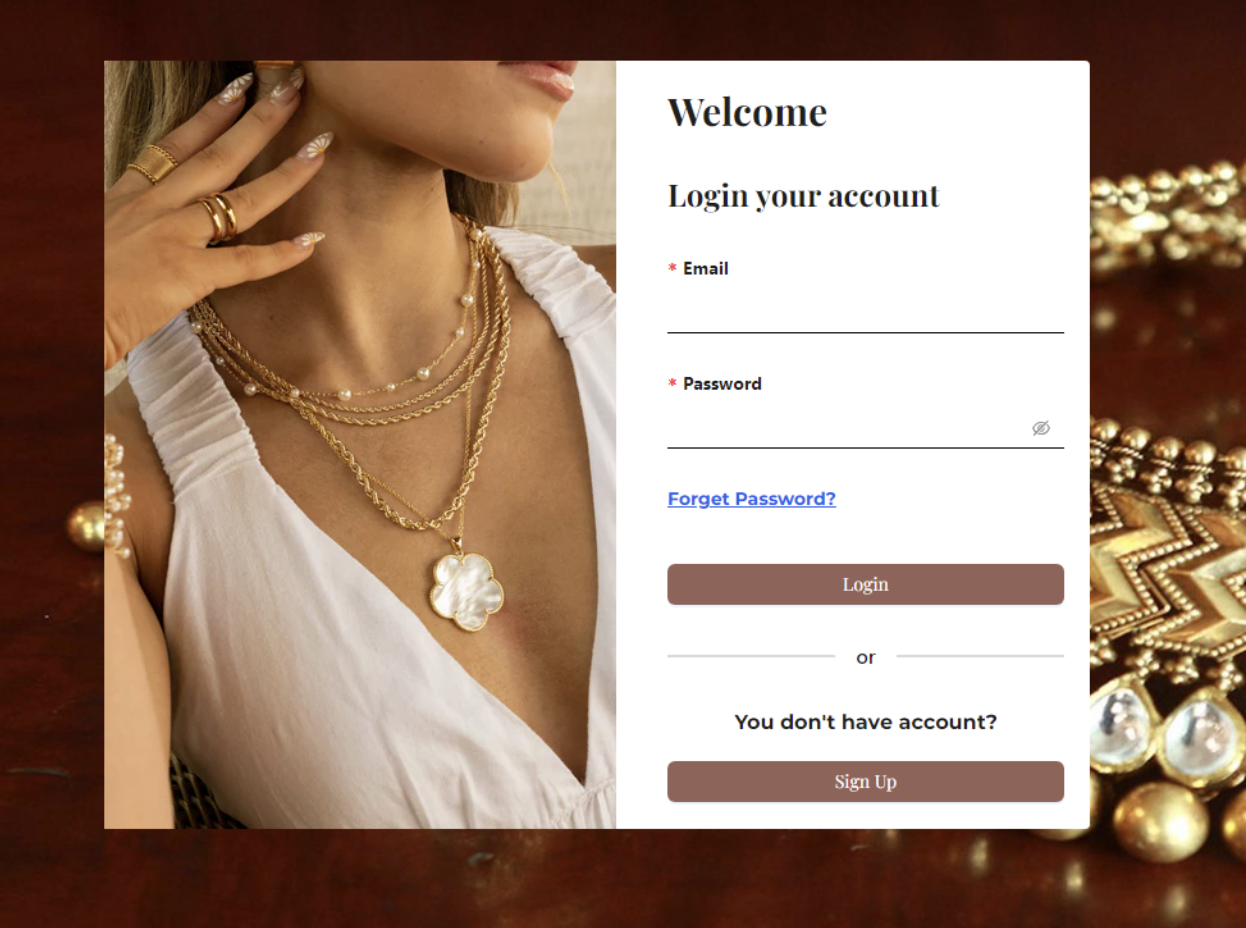 Welcome
Login your account
* Email
* Password
Forget Password?
Login
or
You don't have account?
Sign Up